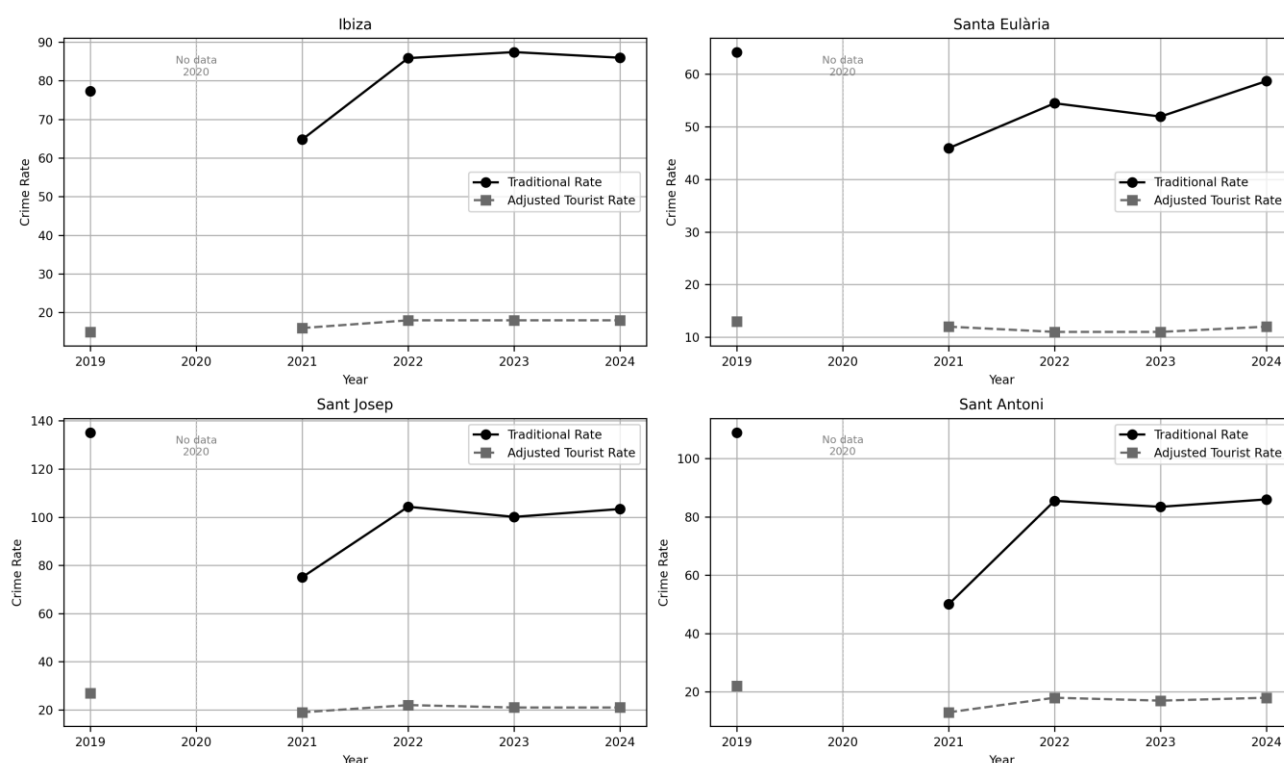 Ibiza
90
80
70
60
50
40
30
20
Crime Rate
No data
2020
Traditional Rate
Adjusted Tourist Rate
2019 2020 2021 2022 2023 2024
Year
Santa Eulària
60
50
40
30
20
10
Crime Rate
No data
2020
Traditional Rate
Adjusted Tourist Rate
2019 2020 2021 2022 2023 2024
Year
Sant Josep
140
120
100
80
60
40
20
Crime Rate
No data
2020
Traditional Rate
Adjusted Tourist Rate
2019 2020 2021 2022 2023 2024
Year
Sant Antoni
100
80
60
40
20
Crime Rate
No data
2020
Traditional Rate
Adjusted Tourist Rate
2019 2020 2021 2022 2023 2024
Year